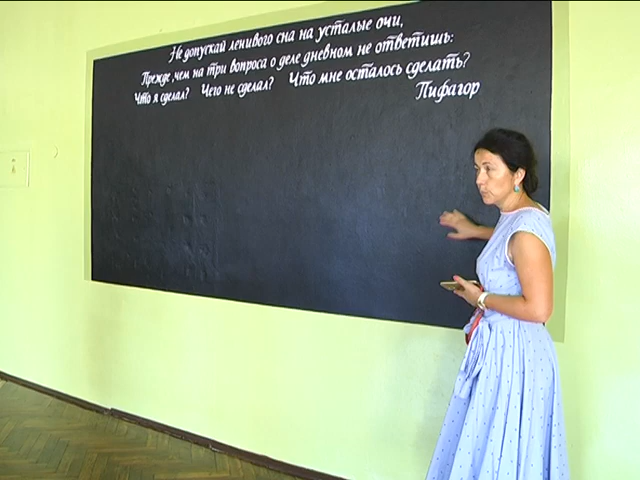 Не допускай ленивого сна на усталые очи,
Прежде, чем на три вопроса о деле дневном не ответишь:
Что я сделал? Чего не сделал? Что мне осталось сделать?
Пифагор